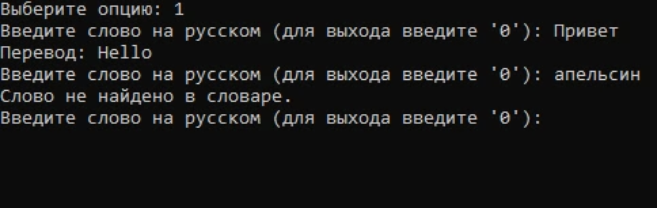 Выберите опцию: 1
Введите слово на русском (для выхода введите '0'): Привет
Перевод: Hello
Введите слово на русском (для выхода введите '0'): апельсин
Слово не найдено в словаре.
Введите слово на русском (для выхода введите '0'):